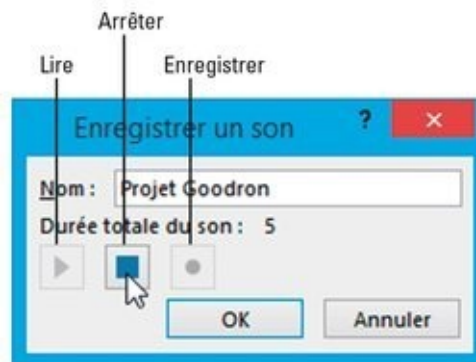 Arrêter
Lire Enregistrer
Enregistrer un son ?
Nom : Projet Goodron
Durée totale du son : 5
OK Annuler